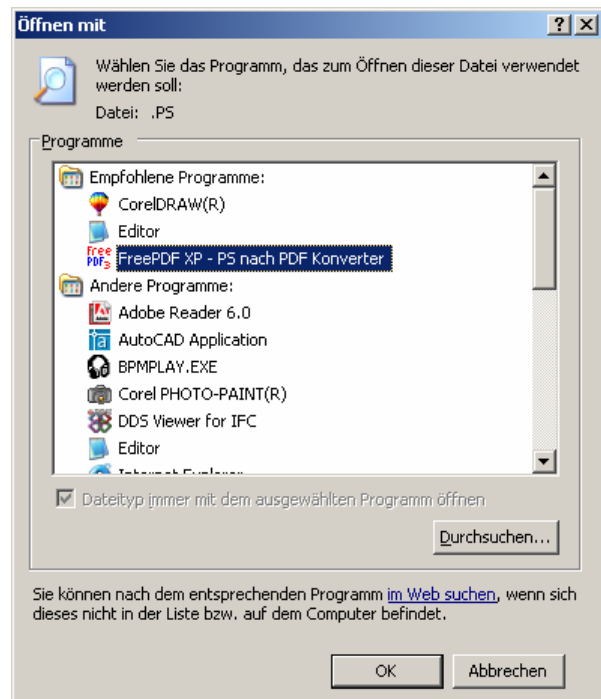 Öffnen mit
Wählen Sie das Programm, das zum Öffnen dieser Datei verwendet
werden soll:
Datei: .PS
Programme
Empfohlene Programme:
CorelDRAW(R)
Editor
Free
PDF3
FreePDF XP - PS nach PDF Konverter
Andere Programme:
Adobe Reader 6.0
AutoCAD Application
BPMPLAY.EXE
Corel PHOTO-PAINT(R)
DDS Viewer for IFC
Editor
Internet Explorer
Dateityp immer mit dem ausgewählten Programm öffnen
Durchsuchen...
Sie können nach dem entsprechenden Programm im Web suchen, wenn sich
dieses nicht in der Liste bzw. auf dem Computer befindet.
OK
Abbrechen